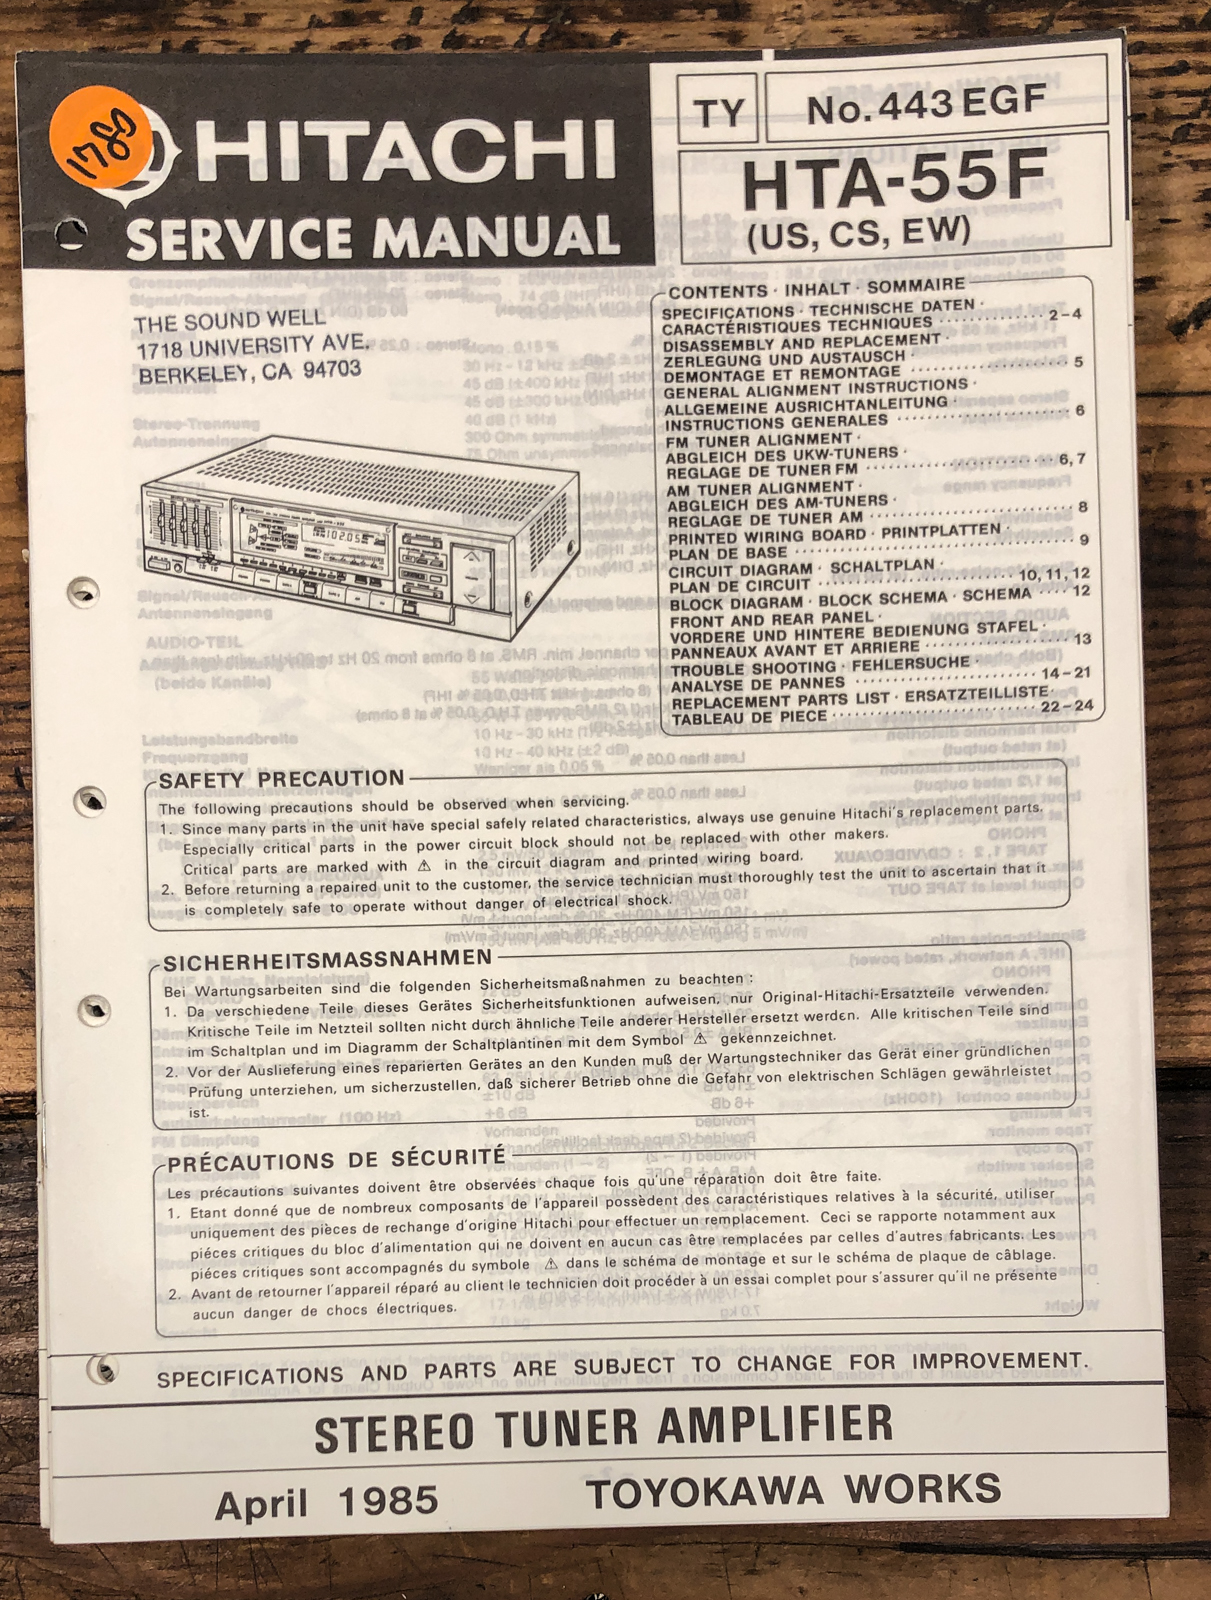 1780
HITACHI
SERVICE MANUAL
TY
No. 443 EGF
HTA-55F
(US, CS, EW)
THE SOUND WELL
1718 UNIVERSITY AVE.
BERKELEY, CA 94703
CONTENTS · INHALT · SOMMAIRE
SPECIFICATIONS · TECHNISCHE DATEN ·
CARACTÉRISTIQUES TECHNIQUES 2-4
DISASSEMBLY AND REPLACEMENT ·
ZERLEGUNG UND AUSTAUSCH ·
DEMONTAGE ET REMONTAGE 5
GENERAL ALIGNMENT INSTRUCTIONS ·
ALLGEMEINE AUSRICHTANLEITUNG ·
INSTRUCTIONS GENERALES 6
FM TUNER ALIGNMENT ·
ABGLEICH DES UKW-TUNERS ·
REGLAGE DE TUNER FM 6, 7
AM TUNER ALIGNMENT ·
ABGLEICH DES AM-TUNERS ·
REGLAGE DE TUNER AM 8
PRINTED WIRING BOARD · PRINTPLATTEN ·
PLAN DE BASE 9
CIRCUIT DIAGRAM · SCHALTPLAN ·
PLAN DE CIRCUIT 10, 11, 12
BLOCK DIAGRAM · BLOCK SCHEMA · SCHEMA 12
FRONT AND REAR PANEL ·
VORDERE UND HINTERE BEDIENUNG STAFEL ·
PANNEAUX AVANT ET ARRIERE 13
TROUBLE SHOOTING · FEHLERSUCHE ·
ANALYSE DE PANNES 14-21
REPLACEMENT PARTS LIST · ERSATZTEILLISTE
TABLEAU DE PIECE 22-24
SAFETY PRECAUTION
The following precautions should be observed when servicing.
1. Since many parts in the unit have special safely related characteristics, always use genuine Hitachi's replacement parts.
Especially critical parts in the power circuit block should not be replaced with other makers.
Critical parts are marked with ⚠ in the circuit diagram and printed wiring board.
2. Before returning a repaired unit to the customer, the service technician must thoroughly test the unit to ascertain that it
is completely safe to operate without danger of electrical shock.
SICHERHEITSMASSNAHMEN
Bei Wartungsarbeiten sind die folgenden Sicherheitsmaßnahmen zu beachten :
1. Da verschiedene Teile dieses Gerätes Sicherheitsfunktionen aufweisen, nur Original-Hitachi-Ersatzteile verwenden.
Kritische Teile im Netzteil sollten nicht durch ähnliche Teile anderer Hersteller ersetzt werden. Alle kritischen Teile sind
im Schaltplan und im Diagramm der Schaltplantinen mit dem Symbol ⚠ gekennzeichnet.
2. Vor der Auslieferung eines reparierten Gerätes an den Kunden muß der Wartungstechniker das Gerät einer gründlichen
Prüfung unterziehen, um sicherzustellen, daß sicherer Betrieb ohne die Gefahr von elektrischen Schlägen gewährleistet
ist.
PRÉCAUTIONS DE SÉCURITÉ
Les précautions suivantes doivent être observées chaque fois qu'une réparation doit être faite.
1. Etant donné que de nombreux composants de l'appareil possèdent des caractéristiques relatives à la sécurité, utiliser
uniquement des pièces de rechange d'origine Hitachi pour effectuer un remplacement. Ceci se rapporte notamment aux
piéces critiques du bloc d'alimentation qui ne doivent en aucun cas être remplacées par celles d'autres fabricants. Les
piéces critiques sont accompagnés du symbole ⚠ dans le schéma de montage et sur le schéma de plaque de câblage.
2. Avant de retourner l'appareil réparé au client le technicien doit procéder à un essai complet pour s'assurer qu'il ne présente
aucun danger de chocs électriques.
SPECIFICATIONS AND PARTS ARE SUBJECT TO CHANGE FOR IMPROVEMENT.
STEREO TUNER AMPLIFIER
April 1985
TOYOKAWA WORKS